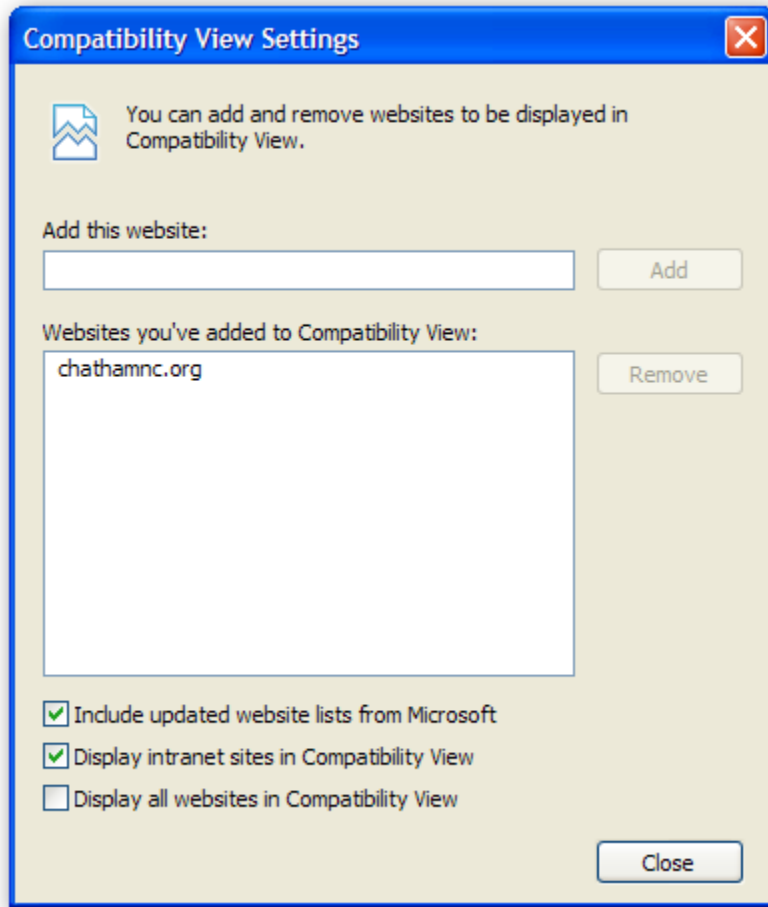 Compatibility View Settings
You can add and remove websites to be displayed in
Compatibility View.
Add this website:
Add
Websites you've added to Compatibility View:
chathamnc.org
Remove
Include updated website lists from Microsoft
Display intranet sites in Compatibility View
Display all websites in Compatibility View
Close